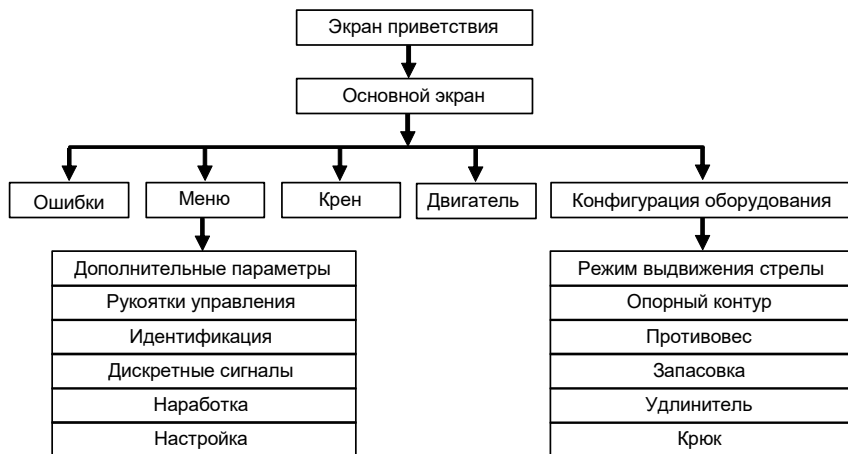 Экран приветствия
Основной экран
Ошибки
Меню
Крен
Двигатель
Конфигурация оборудования
Дополнительные параметры
Рукоятки управления
Идентификация
Дискретные сигналы
Наработка
Настройка
Режим выдвижения стрелы
Опорный контур
Противовес
Запасовка
Удлинитель
Крюк